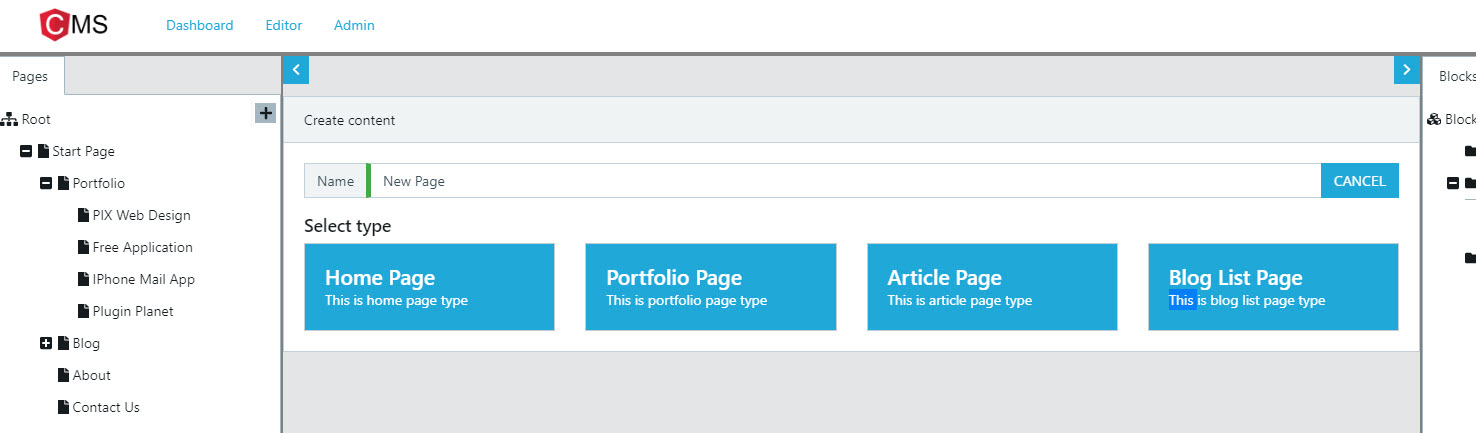 CMS Dashboard Editor Admin
Pages
Root
Start Page
Portfolio
PIX Web Design
Free Application
IPhone Mail App
Plugin Planet
Blog
About
Contact Us
Create content
Name New Page CANCEL
Select type
Home Page
This is home page type
Portfolio Page
This is portfolio page type
Article Page
This is article page type
Blog List Page
This is blog list page type
Blocks
Block